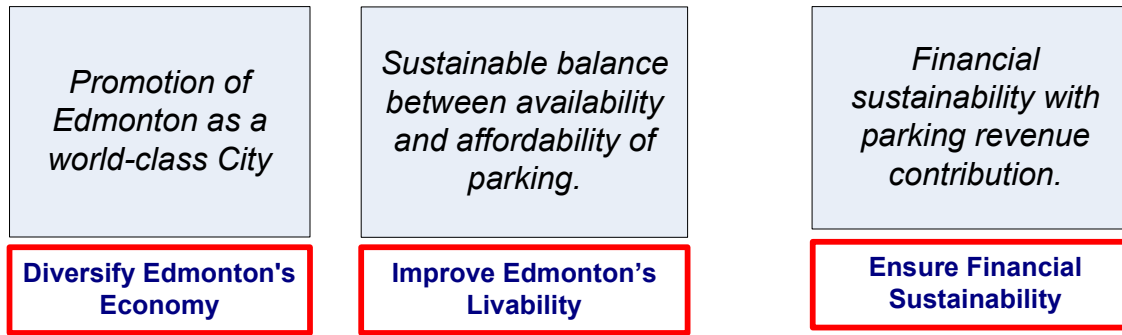 Promotion of
Edmonton as a
world-class City
Diversify Edmonton's
Economy
Sustainable balance
between availability
and affordability of
parking.
Improve Edmonton’s
Livability
Financial
sustainability with
parking revenue
contribution.
Ensure Financial
Sustainability